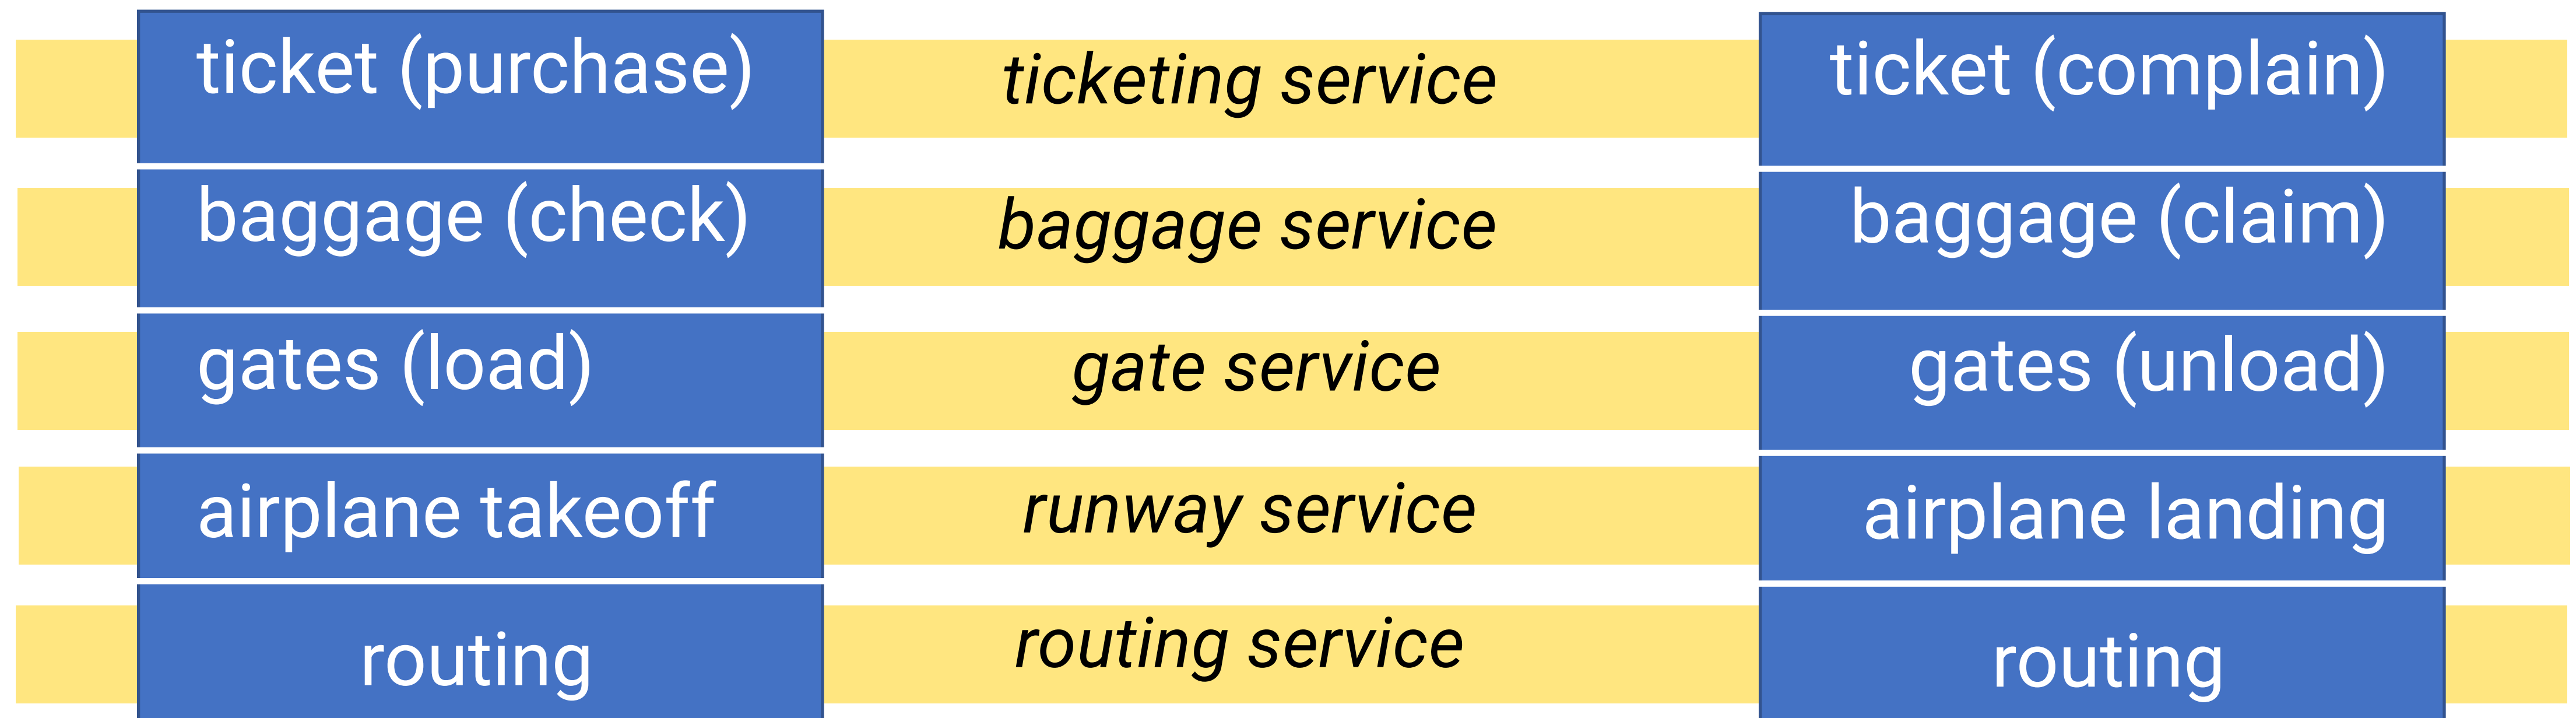 ticket (purchase) ticketing service ticket (complain)
baggage (check) baggage service baggage (claim)
gates (load) gate service gates (unload)
airplane takeoff runway service airplane landing
routing routing service routing